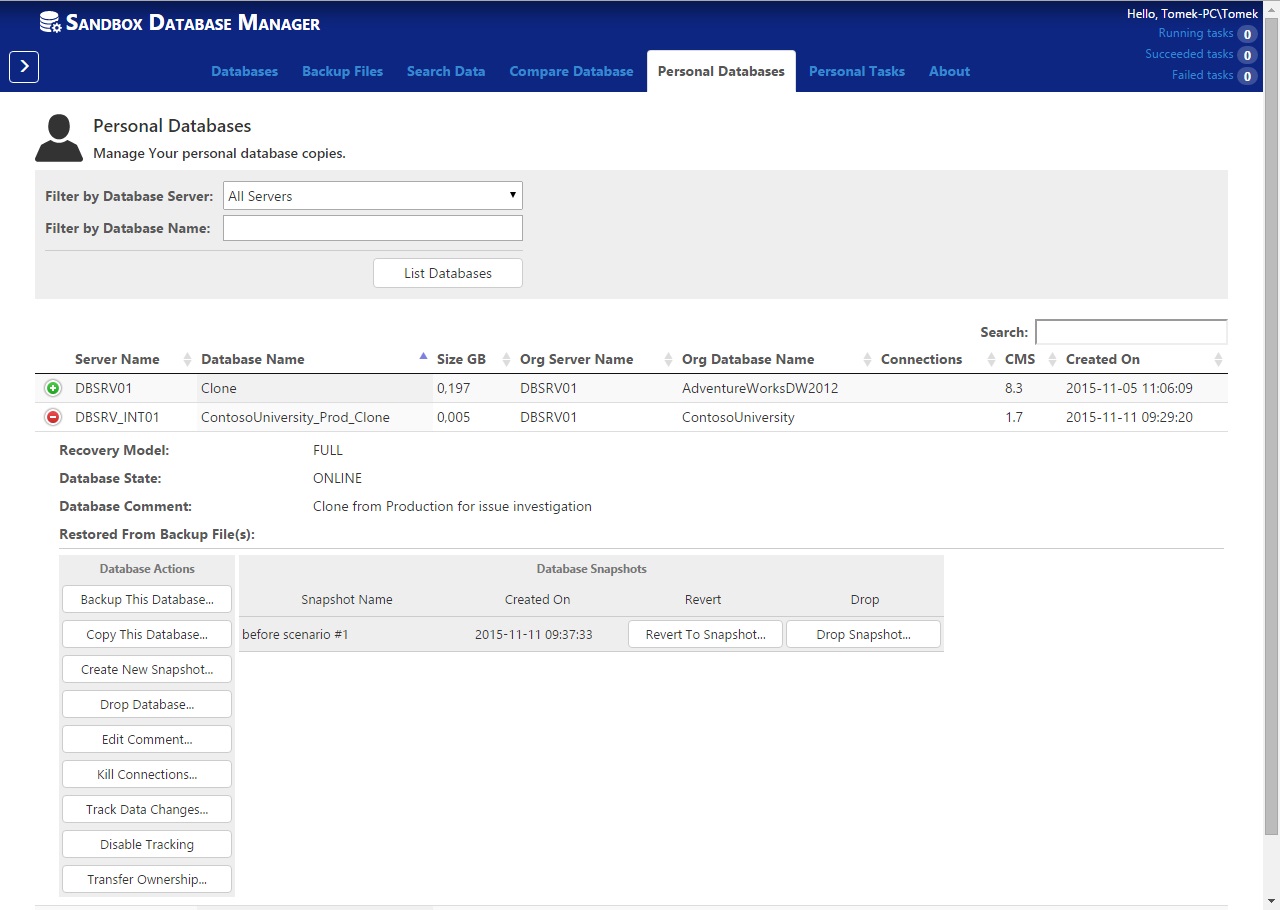 SANDBOX DATABASE MANAGER
Hello, Tomek-PC\Tomek
Running tasks 0
Succeeded tasks 0
Failed tasks 0
Databases Backup Files Search Data Compare Database Personal Databases Personal Tasks About
Personal Databases
Manage Your personal database copies.
Filter by Database Server: All Servers
Filter by Database Name:
List Databases
Search:
Server Name Database Name Size GB Org Server Name Org Database Name Connections CMS Created On
DBSRV01 Clone 0,197 DBSRV01 AdventureWorksDW2012 8.3 2015-11-05 11:06:09
DBSRV_INT01 ContosoUniversity_Prod_Clone 0,005 DBSRV01 ContosoUniversity 1.7 2015-11-11 09:29:20
Recovery Model: FULL
Database State: ONLINE
Database Comment: Clone from Production for issue investigation
Restored From Backup File(s):
Database Actions Database Snapshots
Backup This Database... Snapshot Name Created On Revert Drop
Copy This Database... before scenario #1 2015-11-11 09:37:33 Revert To Snapshot... Drop Snapshot...
Create New Snapshot...
Drop Database...
Edit Comment...
Kill Connections...
Track Data Changes...
Disable Tracking
Transfer Ownership...